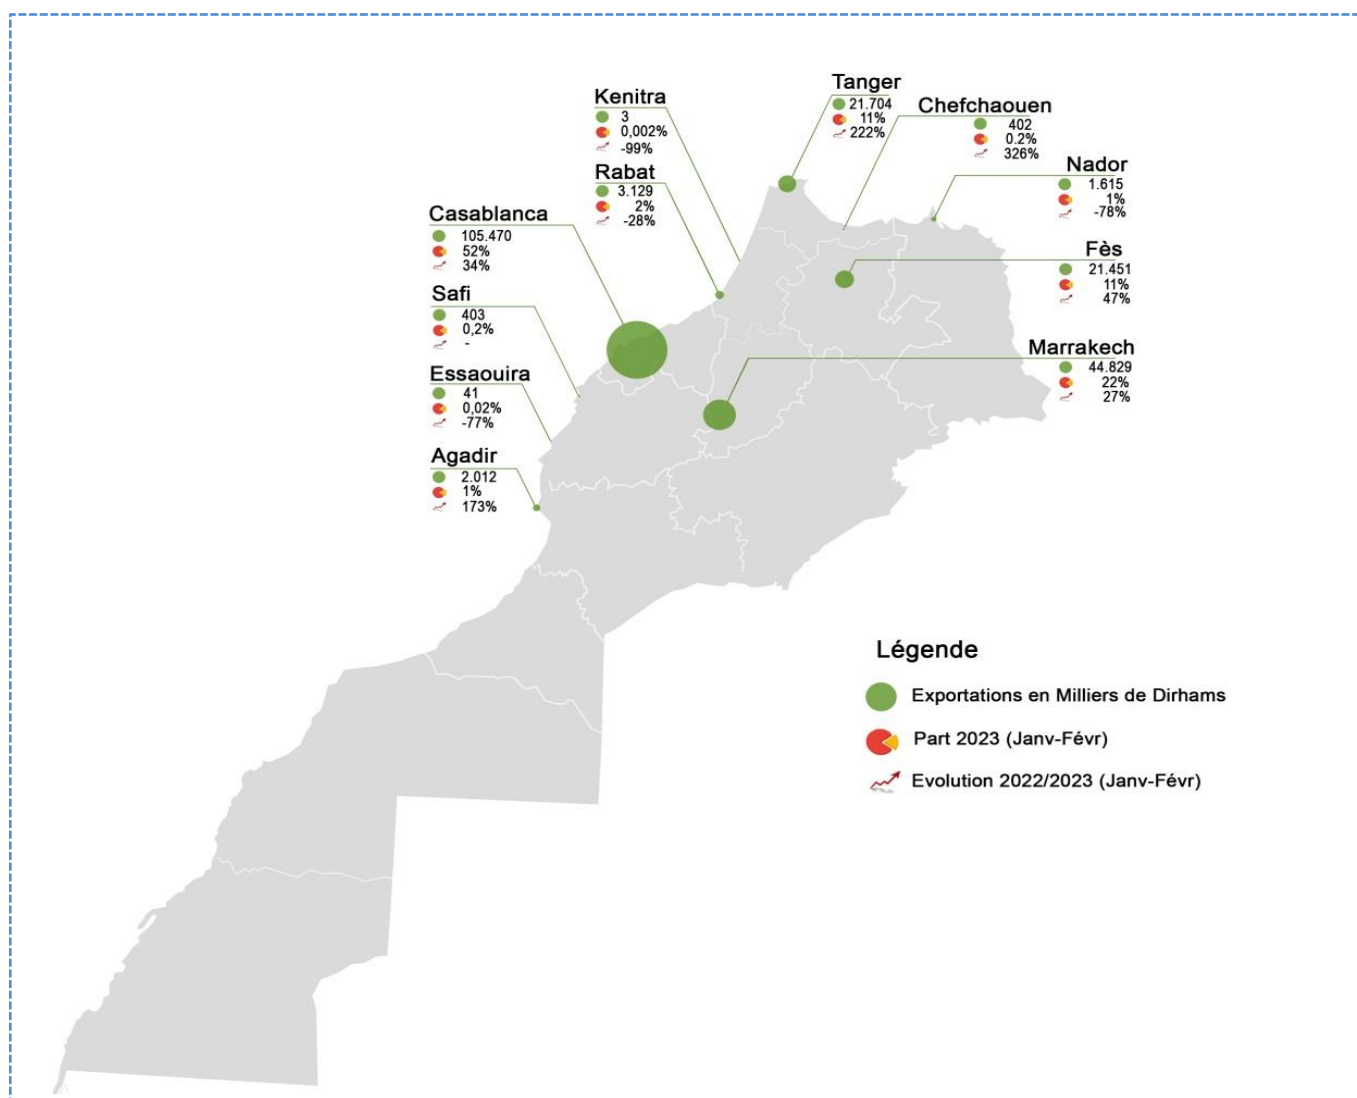 Tanger
21.704
11%
222%
Kenitra
3
0,002%
-99%
Chefchaouen
402
0.2%
326%
Rabat
3.129
2%
-28%
Nador
1.615
1%
-78%
Casablanca
105.470
52%
34%
Fès
21.451
11%
47%
Safi
403
0,2%
-
Marrakech
44.829
22%
27%
Essaouira
41
0,02%
-77%
Agadir
2.012
1%
173%
Légende
Exportations en Milliers de Dirhams
Part 2023 (Janv-Févr)
Evolution 2022/2023 (Janv-Févr)